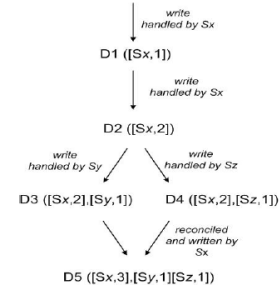 write
handled by Sx
D1 ([Sx,1])
write
handled by Sx
D2 ([Sx,2])
write
handled by Sy
write
handled by Sz
D3 ([Sx,2],[Sy,1])
D4 ([Sx,2],[Sz,1])
reconciled
and written by
Sx
D5 ([Sx,3],[Sy,1][Sz,1])